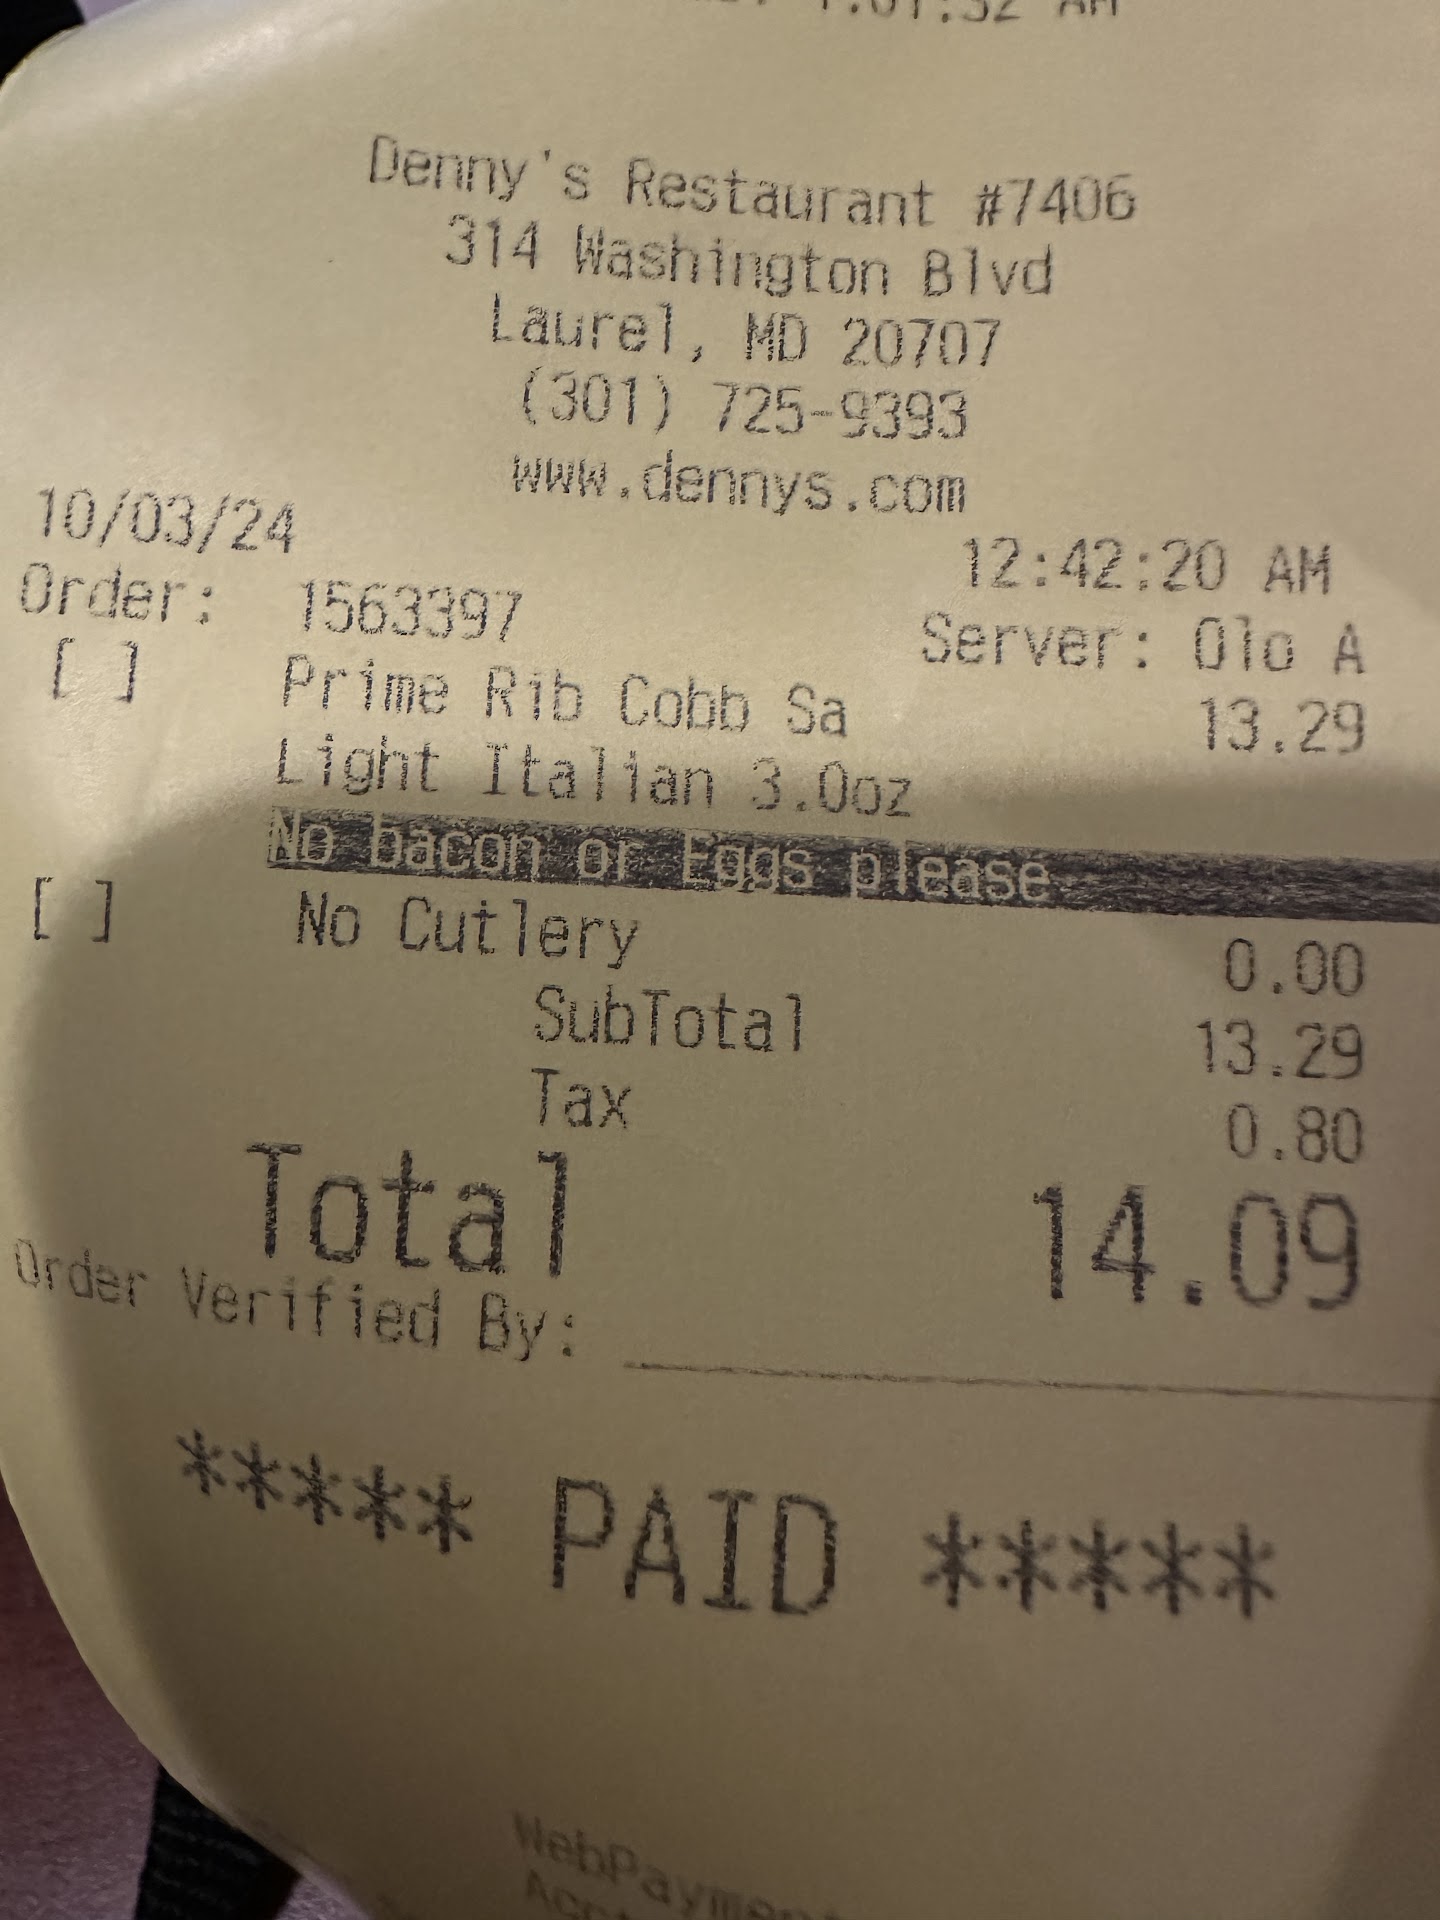 AM
Denny's Restaurant #7406
314 Washington Blvd
Laurel, MD 20707
(301) 725-9393
www.dennys.com
10/03/24 12:42:20 AM
Order: 1563397 Server: Olo A
[ ] Prime Rib Cobb Sa 13.29
Light Italian 3.0oz
No bacon or Eggs please
[ ] No Cutlery 0.00
SubTotal 13.29
Tax 0.80
Total 14.09
Order Verified By:
***** PAID *****
WebPayment